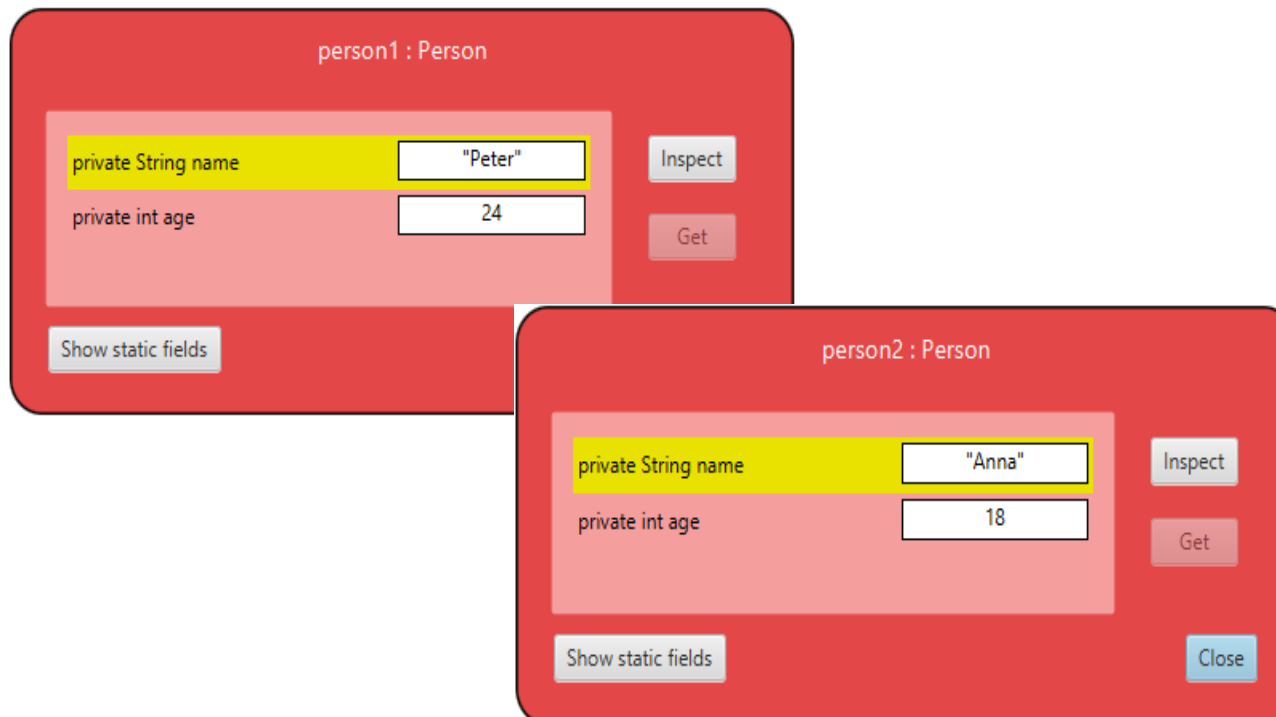 person1 : Person
private String name "Peter" Inspect
private int age 24 Get
Show static fields
person2 : Person
private String name "Anna" Inspect
private int age 18 Get
Show static fields Close